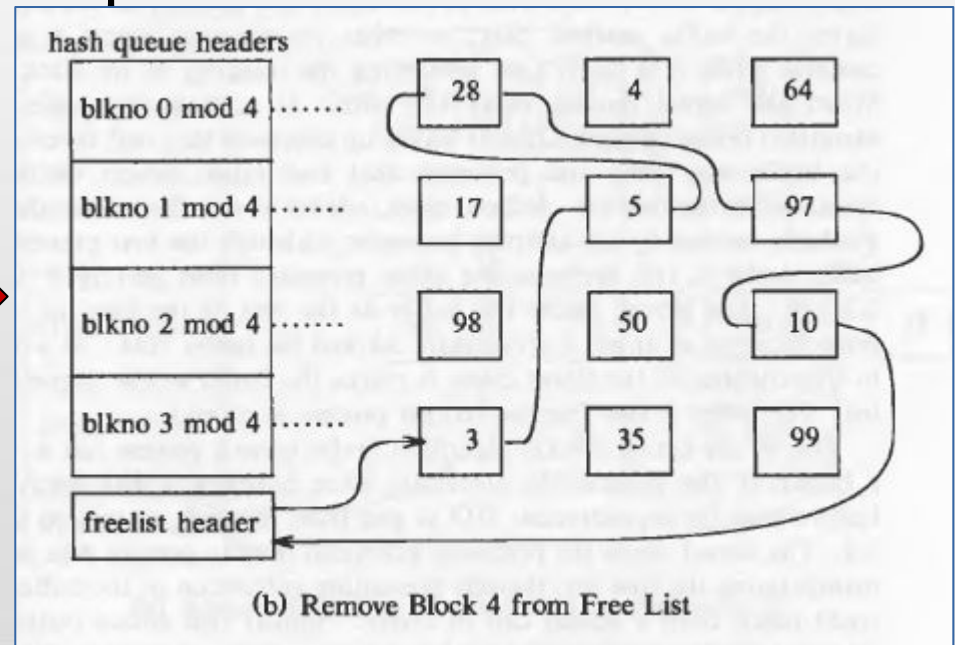 hash queue headers
blkno 0 mod 4 28 4 64
blkno 1 mod 4 17 5 97
blkno 2 mod 4 98 50 10
blkno 3 mod 4 3 35 99
freelist header
(b) Remove Block 4 from Free List